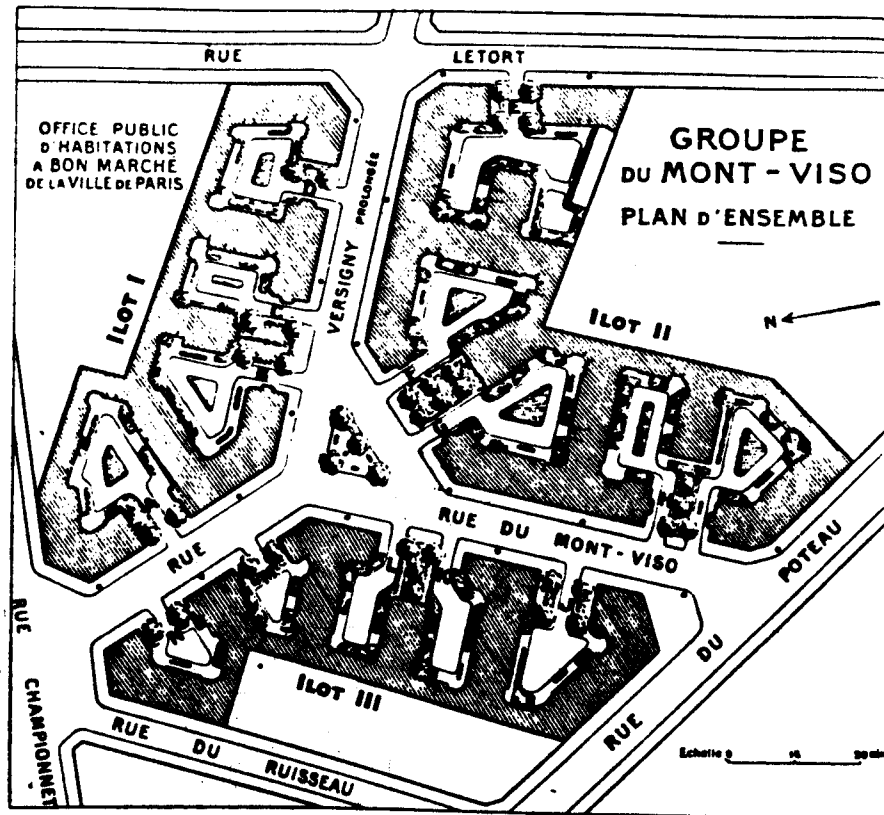 RUE LETORT
OFFICE PUBLIC
D'HABITATIONS
A BON MARCHÉ
DE LA VILLE DE PARIS
GROUPE
DU MONT-VISO
PLAN D'ENSEMBLE
VERSIGNY PROLONGÉE
ILOT I
N
ILOT II
RUE DU MONT-VISO
RUE
POTEAU
DU
RUE
ILOT III
RUE
CHAMPIONNET
RUE DU RUISSEAU
Echelle 0